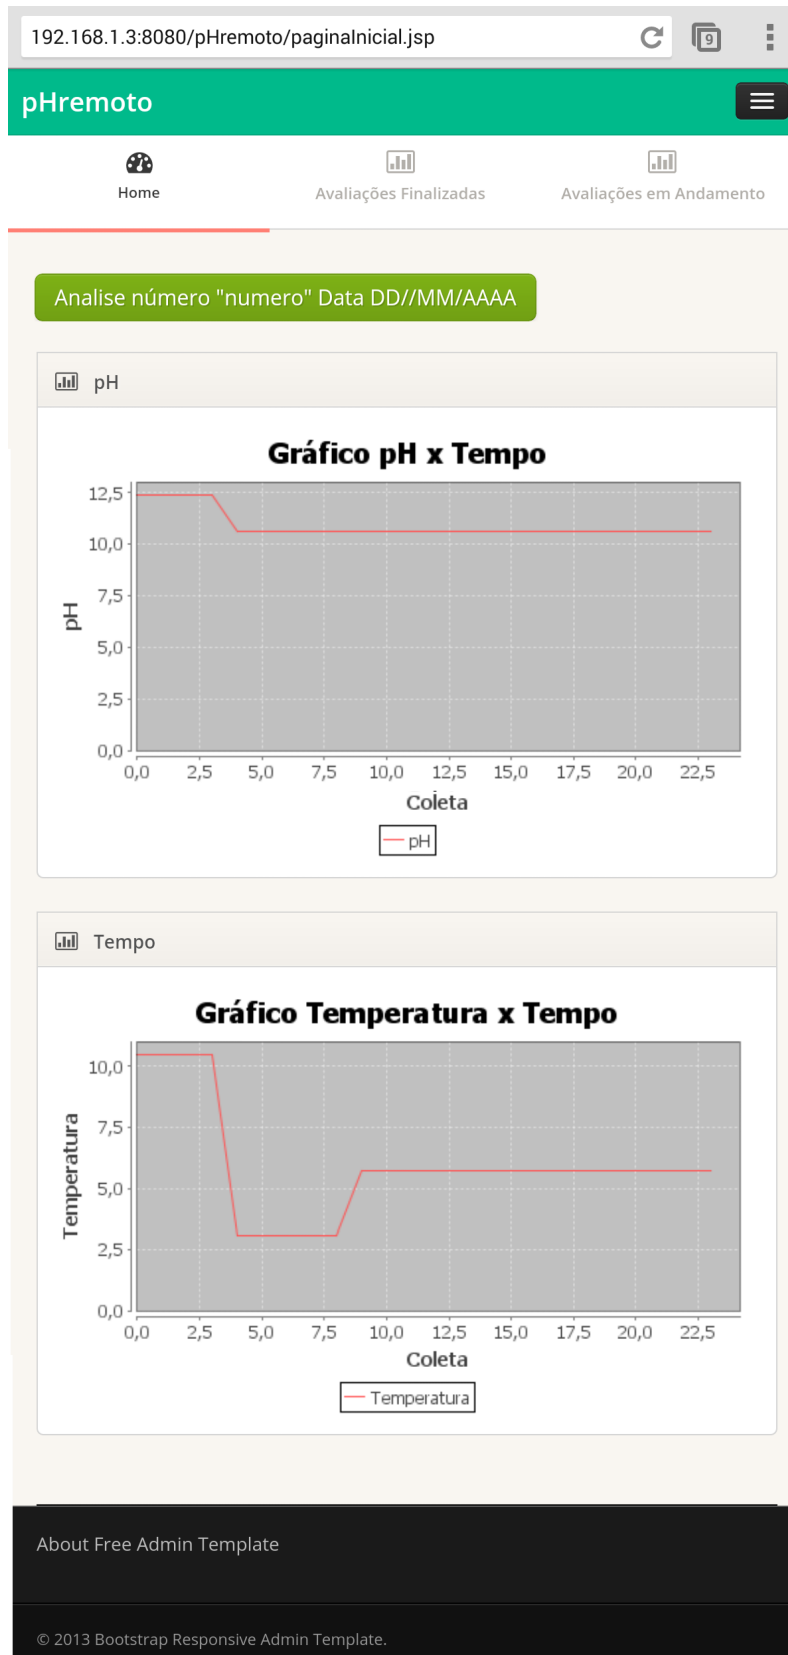 192.168.1.3:8080/pHremoto/paginaInicial.jsp
9
pHremoto
Home
Avaliações Finalizadas
Avaliações em Andamento
Analise número "numero" Data DD//MM/AAAA
pH
Gráfico pH x Tempo
12,5
10,0
7,5
5,0
2,5
0,0
pH
0,0 2,5 5,0 7,5 10,0 12,5 15,0 17,5 20,0 22,5
Coleta
pH
Tempo
Gráfico Temperatura x Tempo
10,0
7,5
5,0
2,5
0,0
Temperatura
0,0 2,5 5,0 7,5 10,0 12,5 15,0 17,5 20,0 22,5
Coleta
Temperatura
About Free Admin Template
© 2013 Bootstrap Responsive Admin Template.